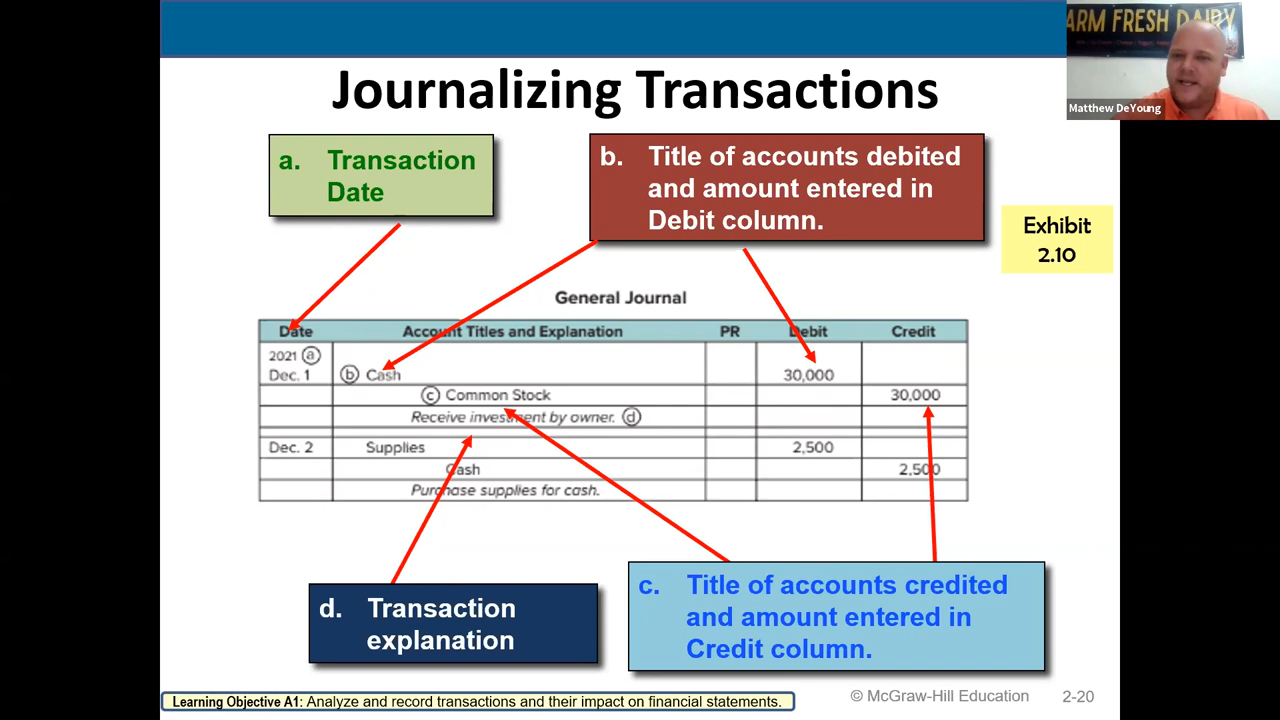 Journalizing Transactions
ARM FRESH DAIRY
Matthew DeYoung
a. Transaction
Date
b. Title of accounts debited
and amount entered in
Debit column.
Exhibit
2.10
General Journal
Date Account Titles and Explanation PR Debit Credit
2021 (a)
Dec. 1 (b) Cash 30,000
(c) Common Stock 30,000
Receive investment by owner. (d)
Dec. 2 Supplies 2,500
Cash 2,500
Purchase supplies for cash.
d. Transaction
explanation
c. Title of accounts credited
and amount entered in
Credit column.
Learning Objective A1: Analyze and record transactions and their impact on financial statements.
© McGraw-Hill Education 2-20